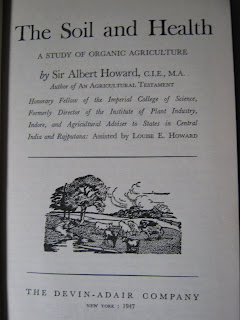 The Soil and Health
A STUDY OF ORGANIC AGRICULTURE
by Sir Albert Howard, C.I.E., M.A.
Author of AN AGRICULTURAL TESTAMENT
Honorary Fellow of the Imperial College of Science,
Formerly Director of the Institute of Plant Industry,
Indore, and Agricultural Adviser to States in Central
India and Rajputana: Assisted by LOUISE E. HOWARD
THE DEVIN-ADAIR COMPANY
NEW YORK : 1947